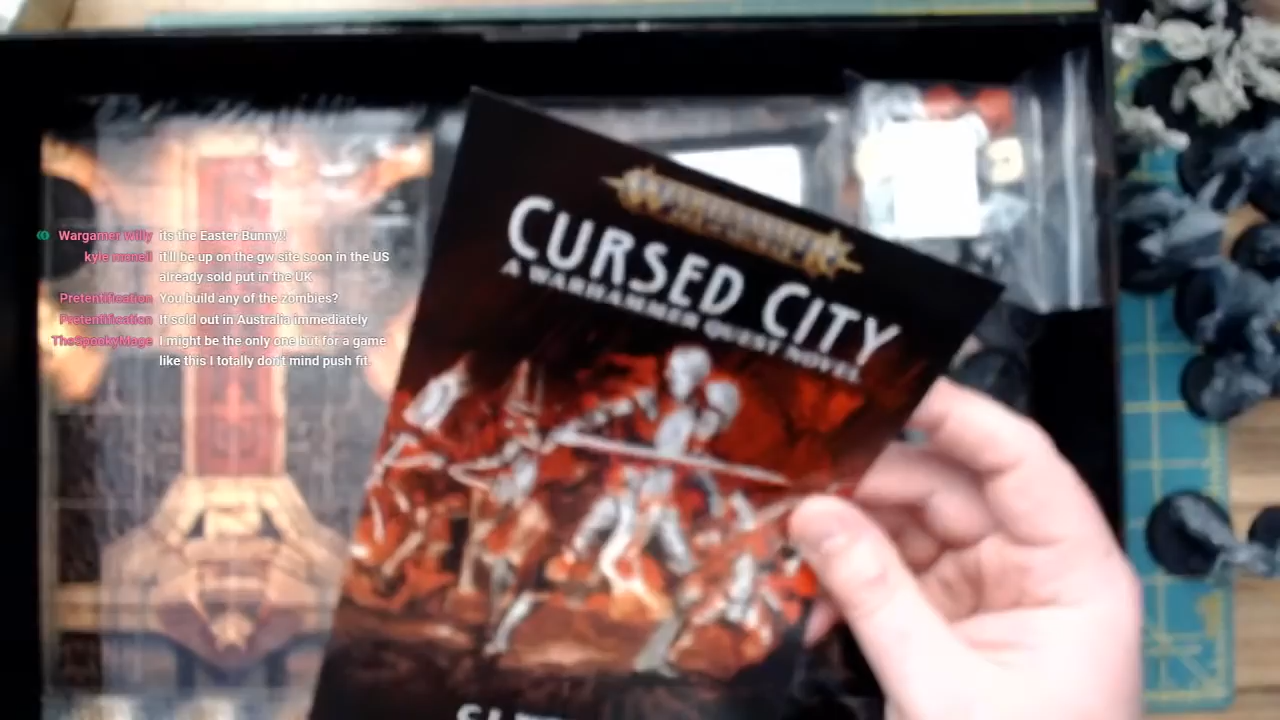 Wargamer Willy its the Easter Bunny!!
kyle mcneil it'll be up on the gw site soon in the US
already sold put in the UK
Pretentification You build any of the zombies?
Pretentification It sold out in Australia immediately
TheSpookyMage I might be the only one but for a game
like this I totally dont mind push fit.
CURSED CITY
A WARHAMMER QUEST NOVEL